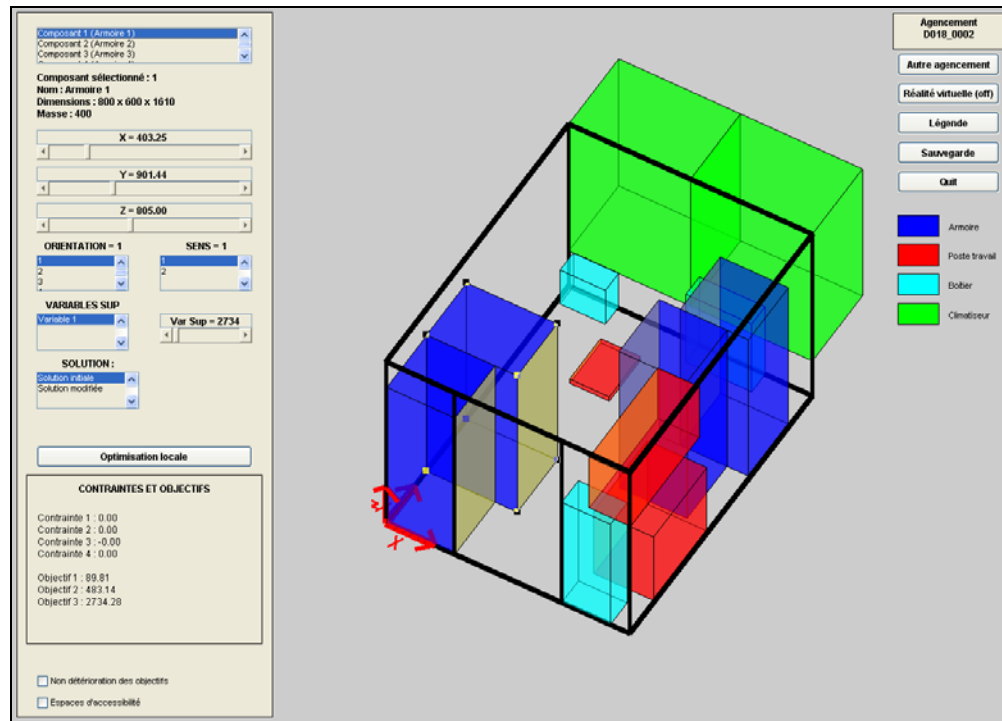 Composant 1 (Armoire 1)
Composant 2 (Armoire 2)
Composant 3 (Armoire 3)
Composant sélectionné : 1
Nom : Armoire 1
Dimensions : 800 x 600 x 1610
Masse : 400
X = 403.25
Y = 901.44
Z = 805.00
ORIENTATION = 1
SENS = 1
1
2
3
1
2
VARIABLES SUP
Variable 1
Var Sup = 2734
SOLUTION :
Solution initiale
Solution modifiée
Optimisation locale
CONTRAINTES ET OBJECTIFS
Contrainte 1 : 0.00
Contrainte 2 : 0.00
Contrainte 3 : -0.00
Contrainte 4 : 0.00
Objectif 1 : 89.81
Objectif 2 : 483.14
Objectif 3 : 2734.28
Non détérioration des objectifs
Espaces d'accessibilité
X
Agencement
D018_0002
Autre agencement
Réalité virtuelle (off)
Légende
Sauvegarde
Quit
Armoire
Poste travail
Boîtier
Climatiseur